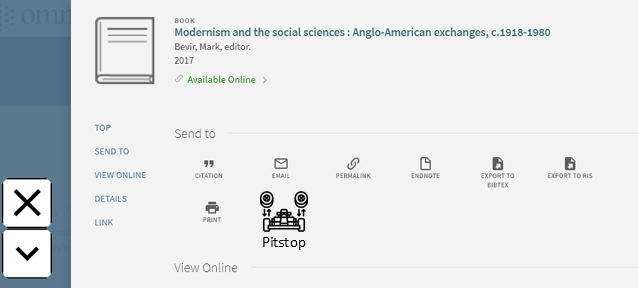 BOOK
Modernism and the social sciences : Anglo-American exchanges, c.1918-1980
Bevir, Mark, editor.
2017
Available Online
TOP
SEND TO
VIEW ONLINE
DETAILS
LINK
Send to
CITATION
EMAIL
PERMALINK
ENDNOTE
EXPORT TO BIBTEX
EXPORT TO RIS
PRINT
Pitstop
View Online